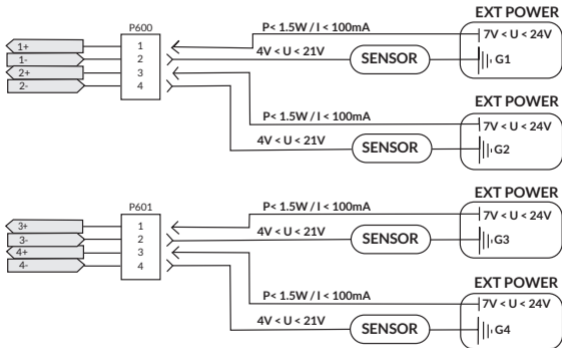 EXT POWER
P600
P< 1.5W / I < 100mA
7V < U < 24V
1+
1
4V < U < 21V
1-
2
SENSOR
G1
2+
3
2-
4
EXT POWER
P< 1.5W / I < 100mA
7V < U < 24V
4V < U < 21V
SENSOR
G2
EXT POWER
P601
P< 1.5W / I < 100mA
7V < U < 24V
3+
1
4V < U < 21V
3-
2
SENSOR
G3
4+
3
4-
4
EXT POWER
P< 1.5W / I < 100mA
7V < U < 24V
4V < U < 21V
SENSOR
G4